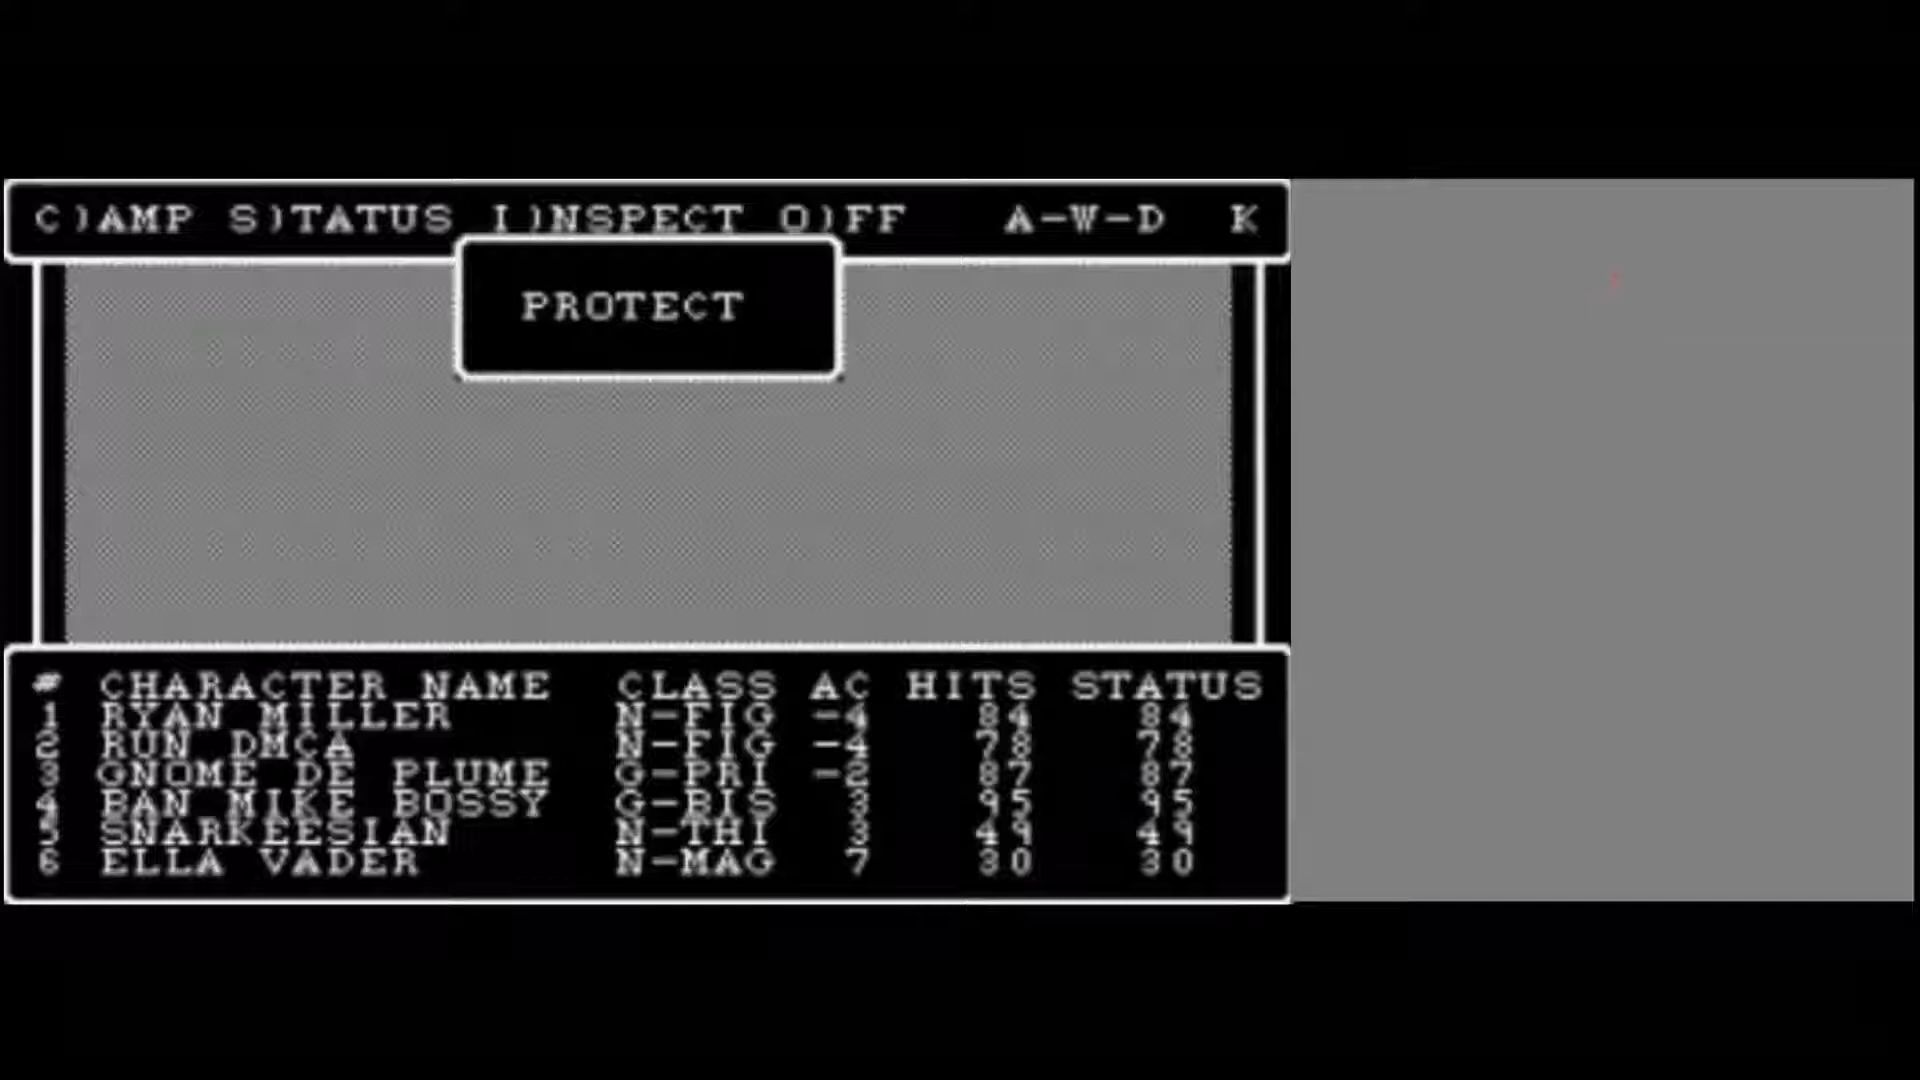 C)AMP S)TATUS I)NSPECT O)FF A-W-D K
PROTECT
# CHARACTER NAME CLASS AC HITS STATUS
1 RYAN MILLER N-FIG -4 84 84
2 RUN DMCA N-FIG -4 78 78
3 GNOME DE PLUME G-PRI -2 87 87
4 BAN MIKE BOSSY G-BIS 3 95 95
5 SNARKEESIAN N-THI 3 49 49
6 ELLA VADER N-MAG 7 30 30